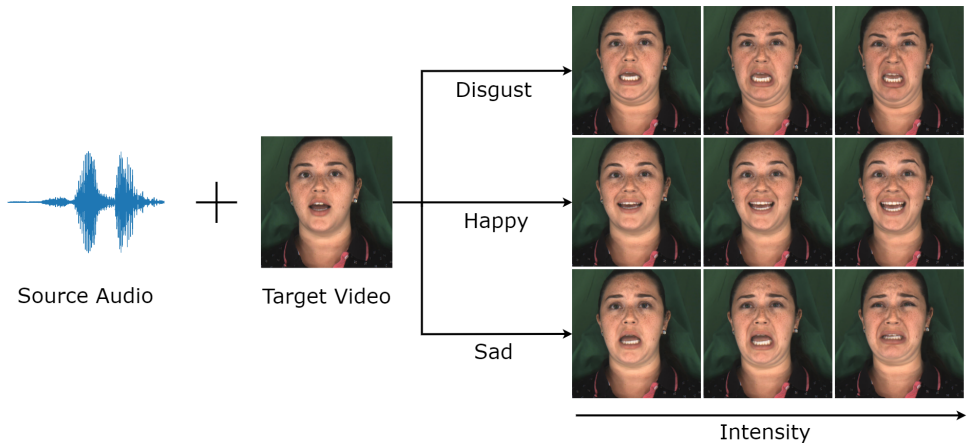 Source Audio
Target Video
Disgust
Happy
Sad
Intensity